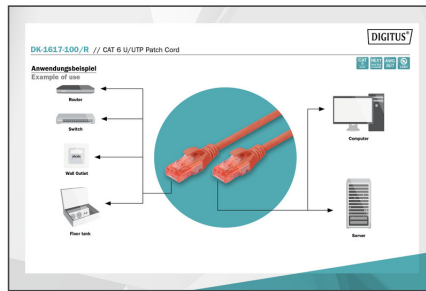 DIGITUS®
DK-1617-100/R // CAT 6 U/UTP Patch Cord
Anwendungsbeispiel
Example of use
Router
Switch
Wall Outlet
Floor tank
Computer
Server